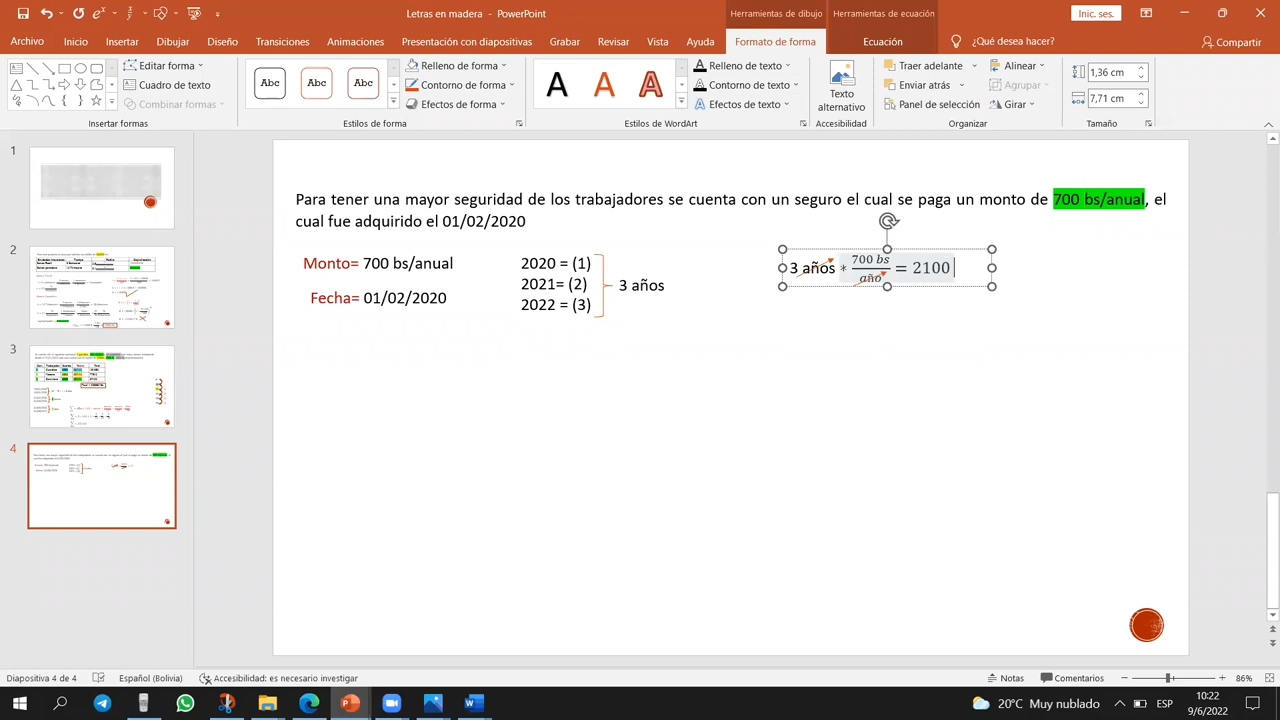 Letras en madera - PowerPoint
Herramientas de dibujo
Herramientas de ecuación
Inic. ses.
Archivo Inicio Insertar Dibujar Diseño Transiciones Animaciones Presentación con diapositivas Grabar Revisar Vista Ayuda Formato de forma Ecuación ¿Qué desea hacer? Compartir
Editar forma
Cuadro de texto
Combinar formas
Insertar formas
Abc Abc Abc
Relleno de forma
Contorno de forma
Efectos de forma
Estilos de forma
A A A
Relleno de texto
Contorno de texto
Efectos de texto
Estilos de WordArt
Texto
alternativo
Accesibilidad
Traer adelante
Enviar atrás
Panel de selección
Alinear
Agrupar
Girar
Organizar
1,36 cm
7,71 cm
Tamaño
1
2
3
4
Para tener una mayor seguridad de los trabajadores se cuenta con un seguro el cual se paga un monto de 700 bs/anual, el
cual fue adquirido el 01/02/2020
Monto= 700 bs/anual
Fecha= 01/02/2020
2020 = (1)
2021= (2)
2022 = (3)
3 años
3 años * 700 bs / año = 2100
Diapositiva 4 de 4 Español (Bolivia) Accesibilidad: es necesario investigar Notas Comentarios 86%
20°C Muy nublado ESP 10:22
9/6/2022